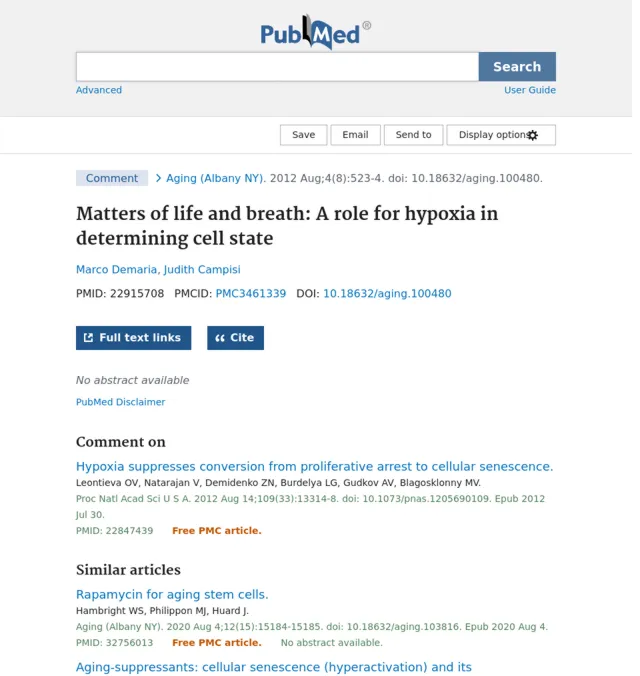 PubMed®
Search
Advanced
User Guide
Save
Email
Send to
Display options
Comment
Aging (Albany NY). 2012 Aug;4(8):523-4. doi: 10.18632/aging.100480.
Matters of life and breath: A role for hypoxia in
determining cell state
Marco Demaria, Judith Campisi
PMID: 22915708 PMCID: PMC3461339 DOI: 10.18632/aging.100480
Full text links
Cite
No abstract available
PubMed Disclaimer
Comment on
Hypoxia suppresses conversion from proliferative arrest to cellular senescence.
Leontieva OV, Natarajan V, Demidenko ZN, Burdelya LG, Gudkov AV, Blagosklonny MV.
Proc Natl Acad Sci U S A. 2012 Aug 14;109(33):13314-8. doi: 10.1073/pnas.1205690109. Epub 2012
Jul 30.
PMID: 22847439 Free PMC article.
Similar articles
Rapamycin for aging stem cells.
Hambright WS, Philippon MJ, Huard J.
Aging (Albany NY). 2020 Aug 4;12(15):15184-15185. doi: 10.18632/aging.103816. Epub 2020 Aug 4.
PMID: 32756013 Free PMC article. No abstract available.
Aging-suppressants: cellular senescence (hyperactivation) and its